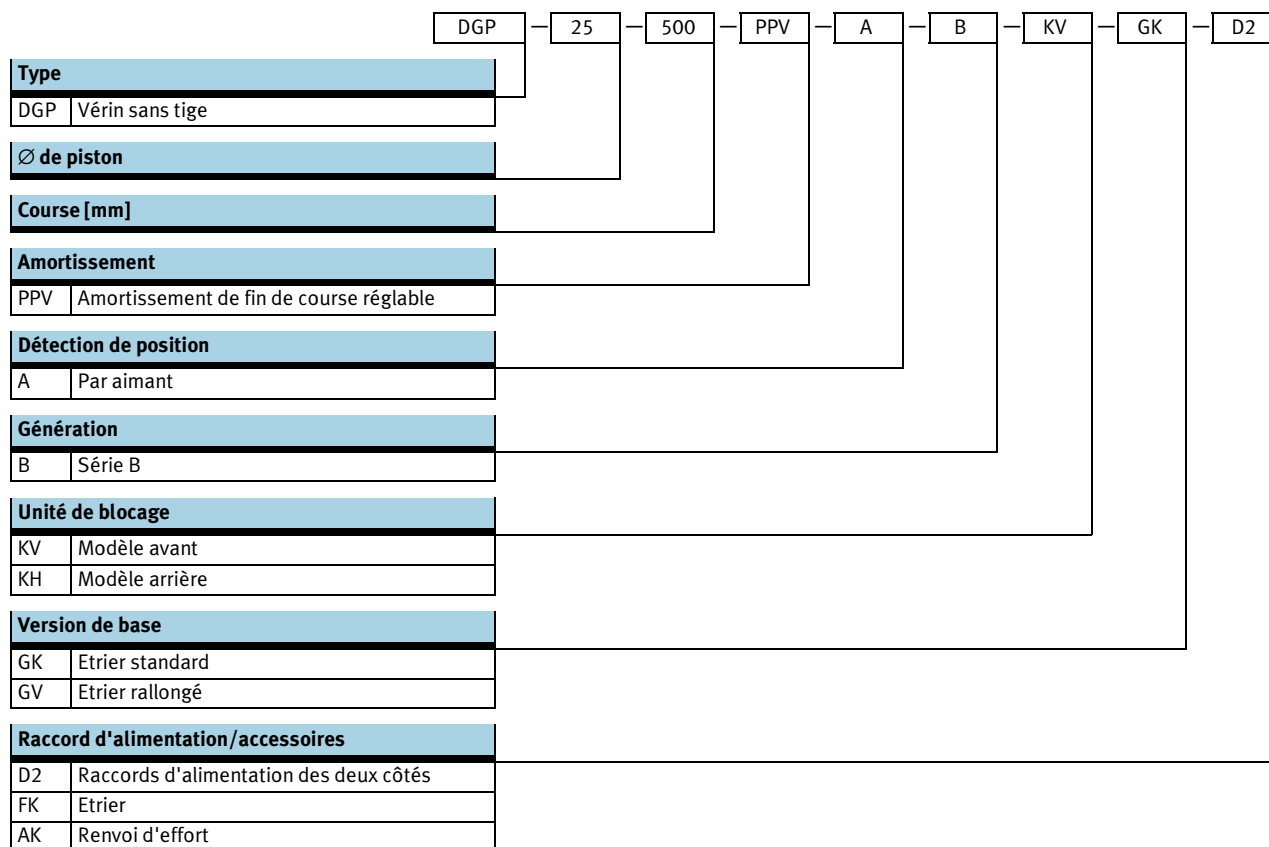 DGP — 25 — 500 — PPV — A — B — KV — GK — D2
Type
DGP Vérin sans tige
∅ de piston
Course [mm]
Amortissement
PPV Amortissement de fin de course réglable
Détection de position
A Par aimant
Génération
B Série B
Unité de blocage
KV Modèle avant
KH Modèle arrière
Version de base
GK Etrier standard
GV Etrier rallongé
Raccord d'alimentation/accessoires
D2 Raccords d'alimentation des deux côtés
FK Etrier
AK Renvoi d'effort